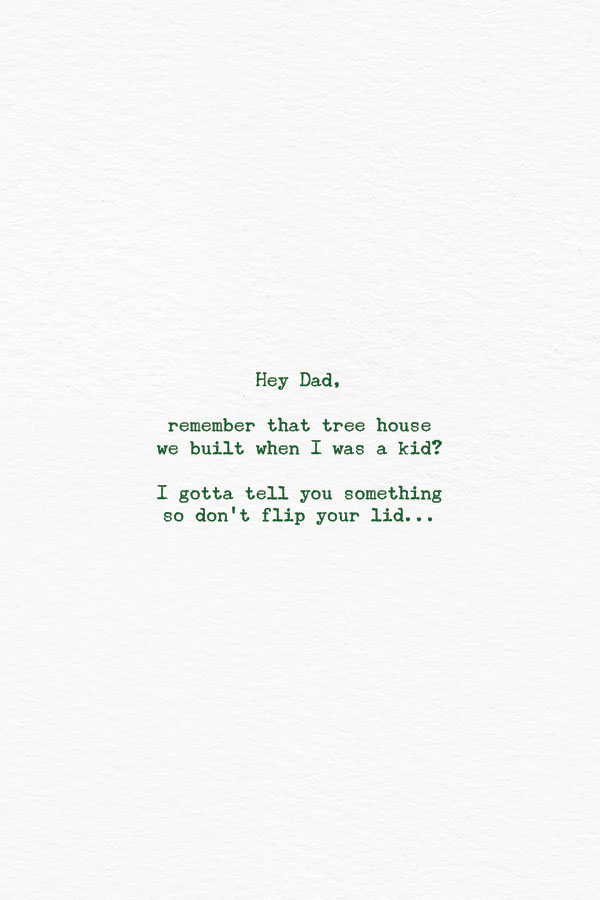 Hey Dad,
remember that tree house
we built when I was a kid?
I gotta tell you something
so don't flip your lid...